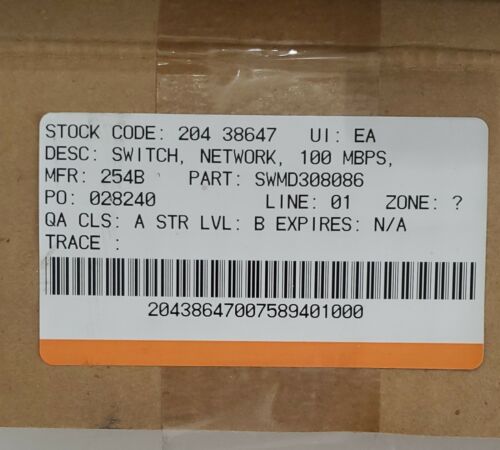 STOCK CODE: 204 38647 UI: EA
DESC: SWITCH, NETWORK, 100 MBPS,
MFR: 254B PART: SWMD308086
PO: 028240 LINE: 01 ZONE: ?
QA CLS: A STR LVL: B EXPIRES: N/A
TRACE :
20438647007589401000